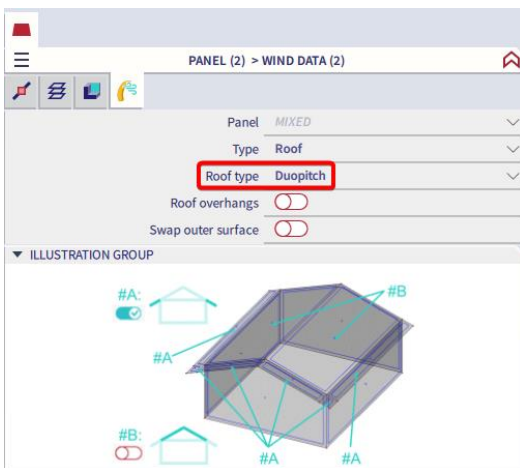 PANEL (2) > WIND DATA (2)
Panel MIXED
Type Roof
Roof type Duopitch
Roof overhangs
Swap outer surface
ILLUSTRATION GROUP
#A:
#B
#A
#B:
#A #A